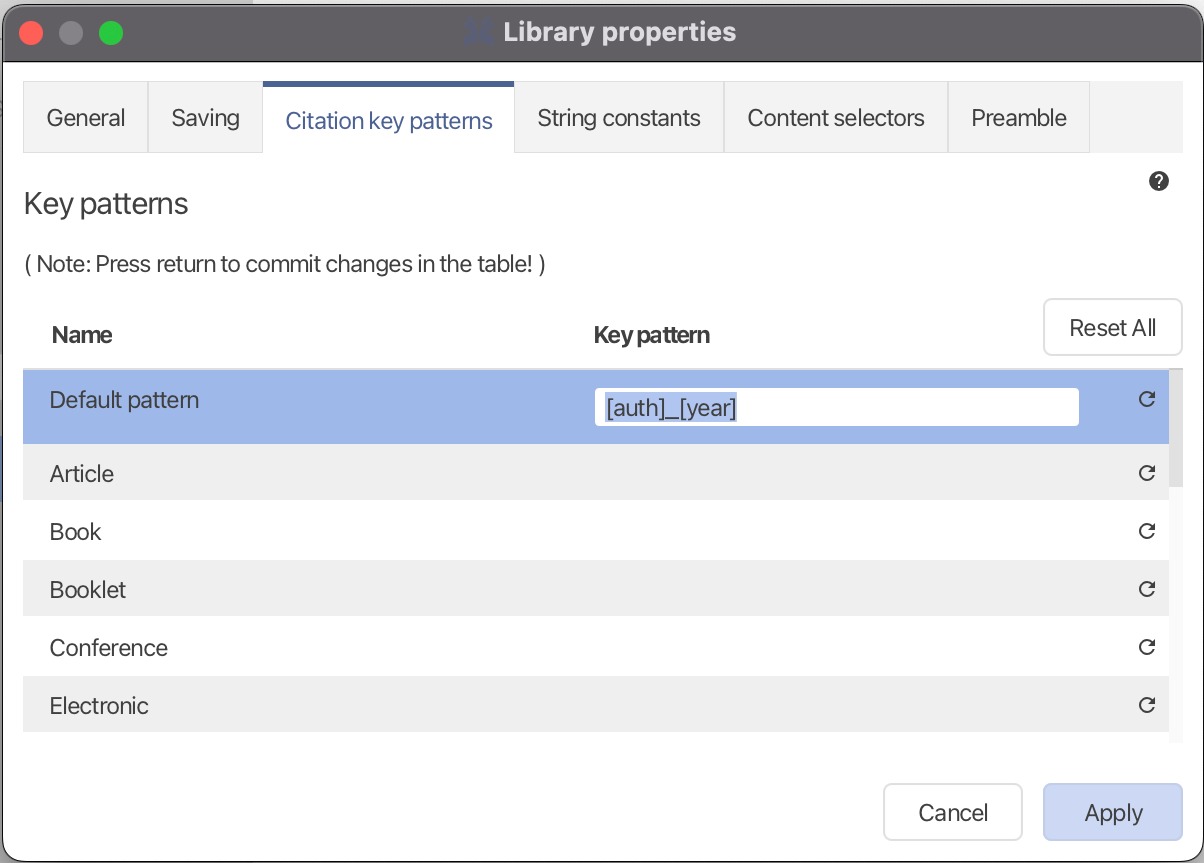 Library properties
General Saving Citation key patterns String constants Content selectors Preamble
Key patterns
( Note: Press return to commit changes in the table! )
Name Key pattern Reset All
Default pattern [auth]_[year]
Article
Book
Booklet
Conference
Electronic
Cancel Apply